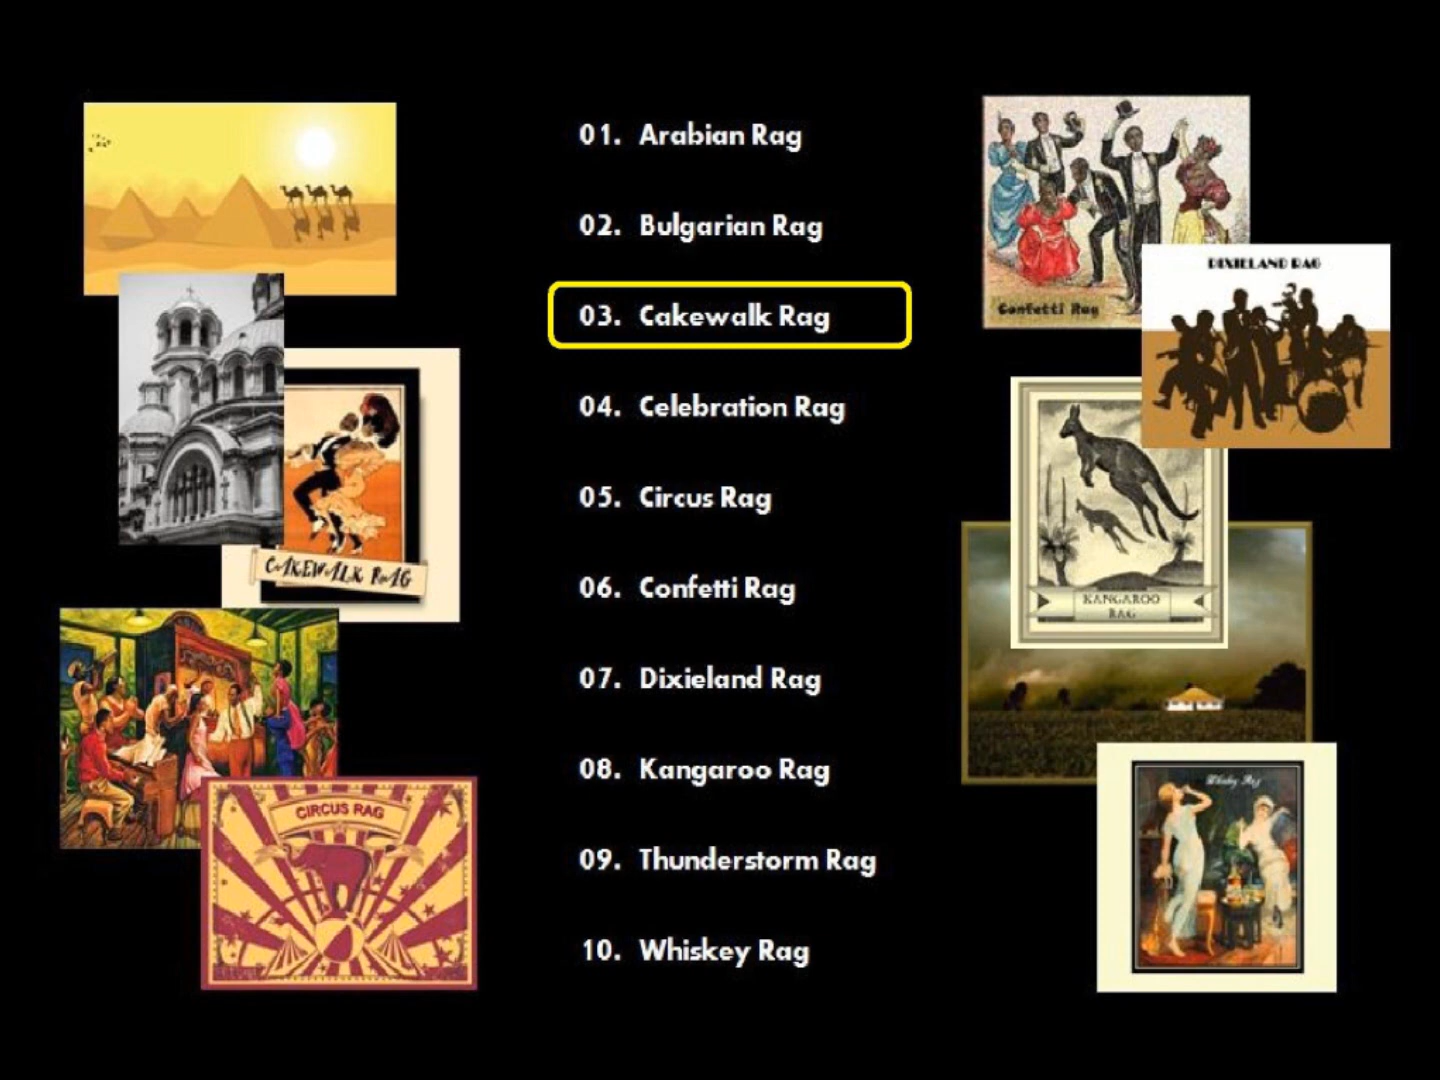 01. Arabian Rag
02. Bulgarian Rag
03. Cakewalk Rag
04. Celebration Rag
05. Circus Rag
06. Confetti Rag
07. Dixieland Rag
08. Kangaroo Rag
09. Thunderstorm Rag
10. Whiskey Rag
CAKEWALK RAG
CIRCUS RAG
Confetti Rag
DIXIELAND RAG
KANGAROO
RAG
Whiskey Rag